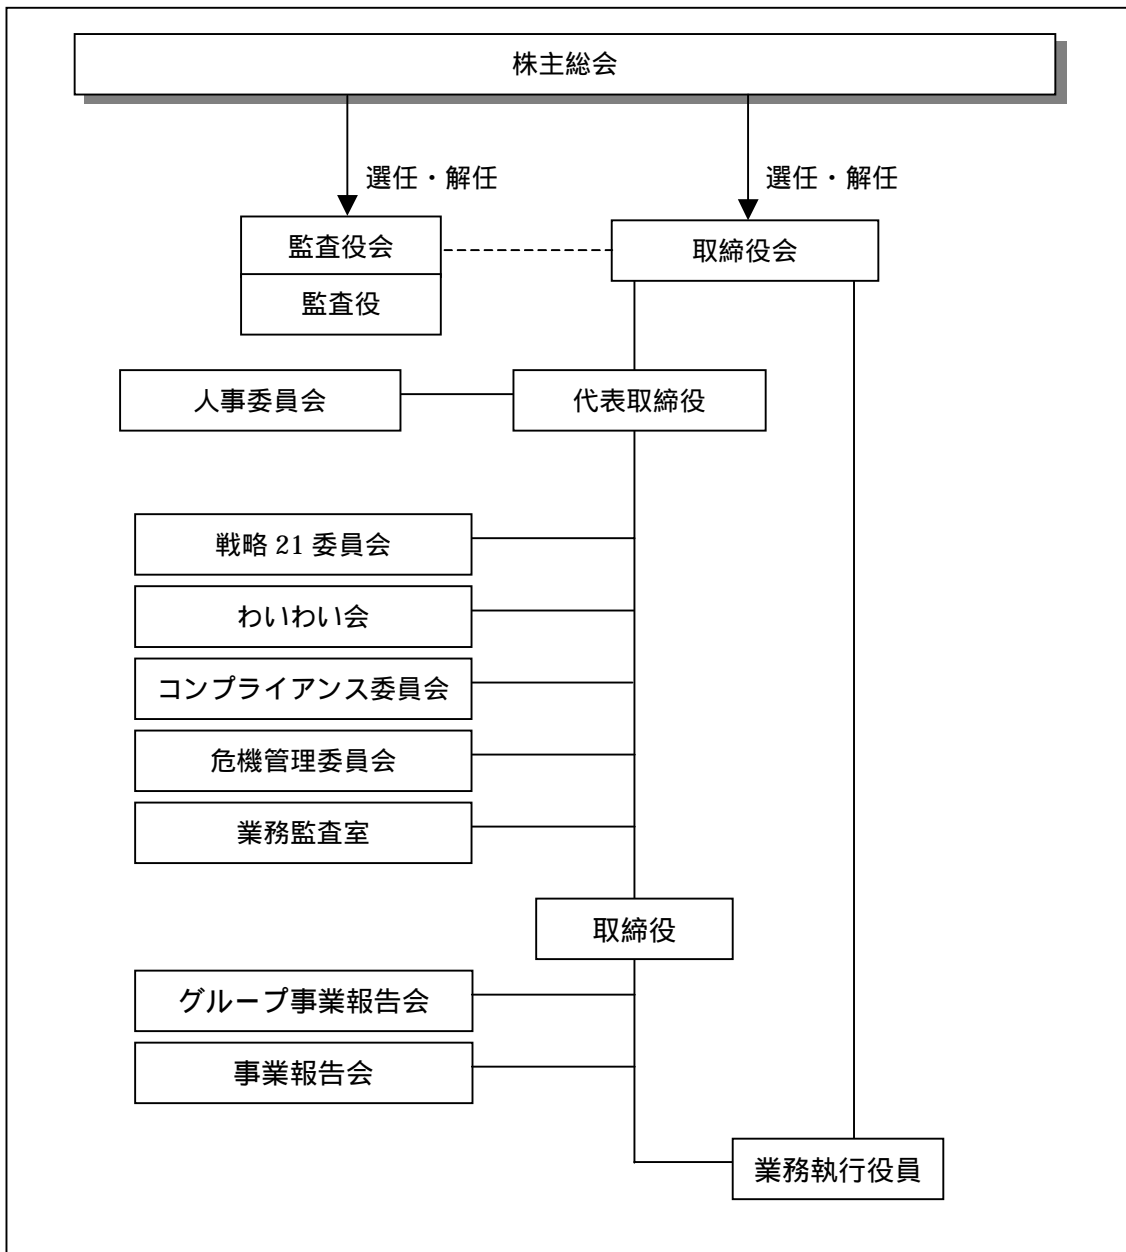 株主総会
選任・解任
選任・解任
監査役会
取締役会
監査役
人事委員会
代表取締役
戦略 21 委員会
わいわい会
コンプライアンス委員会
危機管理委員会
業務監査室
取締役
グループ事業報告会
事業報告会
業務執行役員